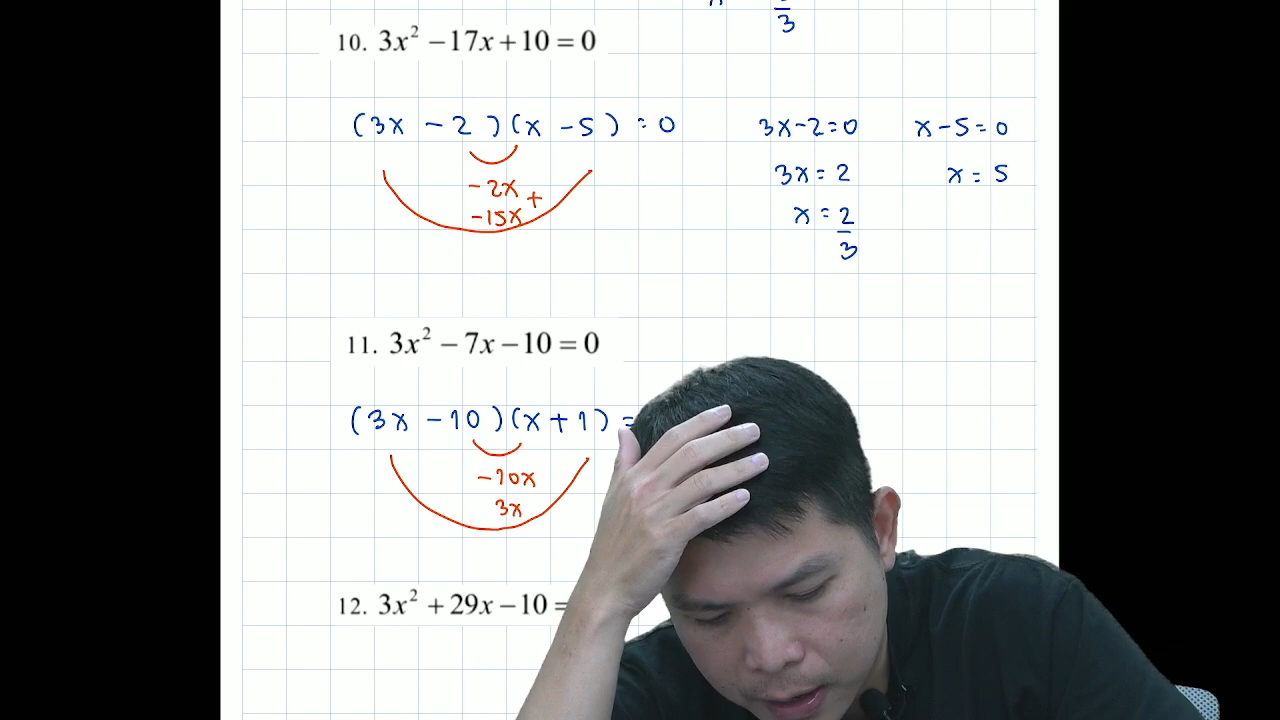 3
10. 3x² − 17x + 10 = 0
(3x − 2)(x − 5) = 0
3x − 2 = 0
x − 5 = 0
−2x +
−15x
3x = 2
x = 5
x = 2/3
11. 3x² − 7x − 10 = 0
(3x − 10)(x + 1) =
−10x
3x
12. 3x² + 29x − 10 =